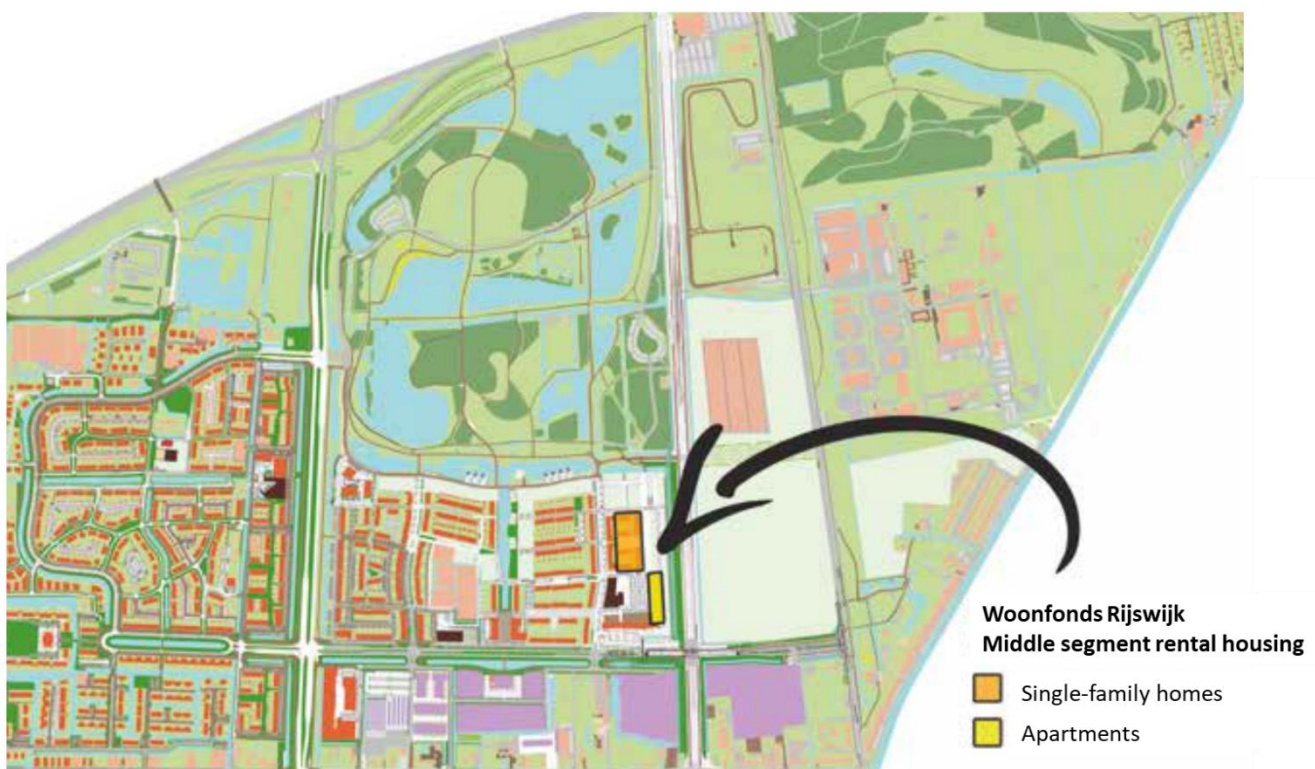 Woonfonds Rijswijk
Middle segment rental housing
Single-family homes
Apartments